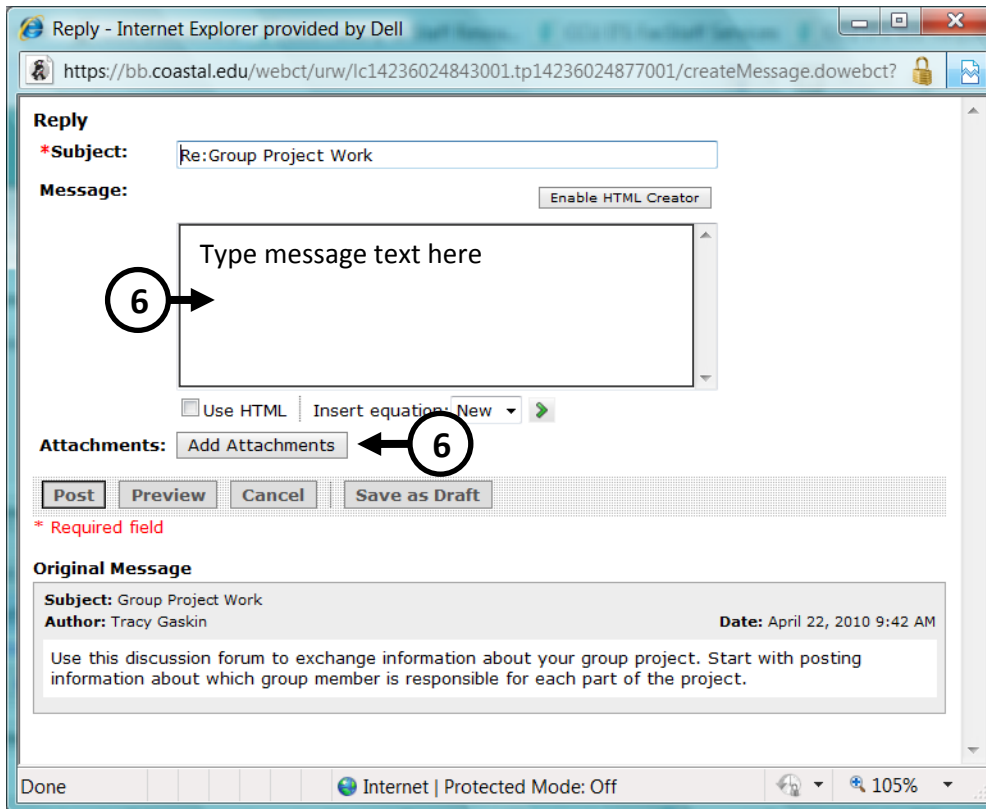 Reply - Internet Explorer provided by Dell
https://bb.coastal.edu/webct/urw/lc14236024843001.tp14236024877001/createMessage.dowebct?
Reply
*Subject: Re:Group Project Work
Message: Enable HTML Creator
Type message text here
6
Use HTML Insert equation: New
Attachments: Add Attachments 6
Post Preview Cancel Save as Draft
* Required field
Original Message
Subject: Group Project Work
Author: Tracy Gaskin Date: April 22, 2010 9:42 AM
Use this discussion forum to exchange information about your group project. Start with posting
information about which group member is responsible for each part of the project.
Done Internet | Protected Mode: Off 105%